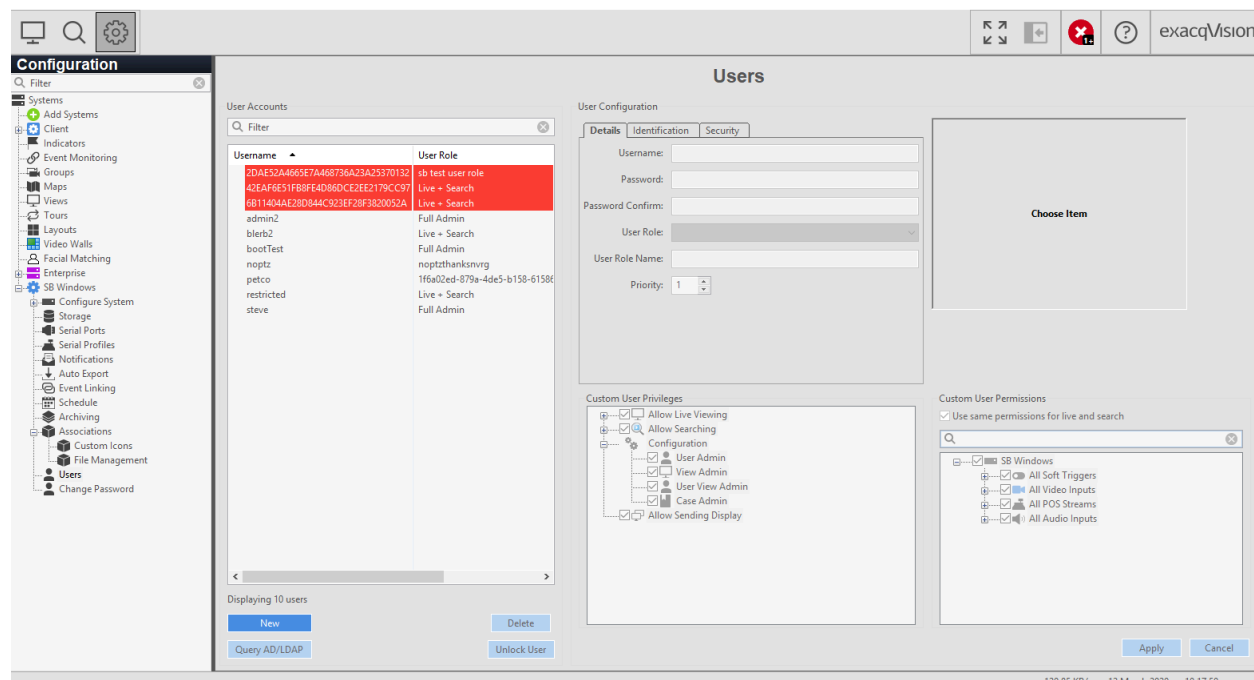 exacqVision
Configuration
Filter
Systems
Add Systems
Client
Indicators
Event Monitoring
Groups
Maps
Views
Tours
Layouts
Video Walls
Facial Matching
Enterprise
SB Windows
Configure System
Storage
Serial Ports
Serial Profiles
Notifications
Auto Export
Event Linking
Schedule
Archiving
Associations
Custom Icons
File Management
Users
Change Password
Users
User Accounts
Filter
Username User Role
2DAE52A4665E7A468736A23A25370132 sb test user role
42EAF6E51FB8FE4D86DCE2EE2179CC97 Live + Search
6B11404AE28D844C923EF28F3820052A Live + Search
admin2 Full Admin
blerb2 Live + Search
bootTest Full Admin
noptz noptzthanksnvrg
petco 1f6a02ed-879a-4de5-b158-61586
restricted Live + Search
steve Full Admin
Displaying 10 users
New Delete
Query AD/LDAP Unlock User
User Configuration
Details Identification Security
Username:
Password:
Password Confirm:
User Role:
User Role Name:
Priority: 1
Choose Item
Custom User Privileges
Allow Live Viewing
Allow Searching
Configuration
User Admin
View Admin
User View Admin
Case Admin
Allow Sending Display
Custom User Permissions
Use same permissions for live and search
SB Windows
All Soft Triggers
All Video Inputs
All POS Streams
All Audio Inputs
Apply Cancel